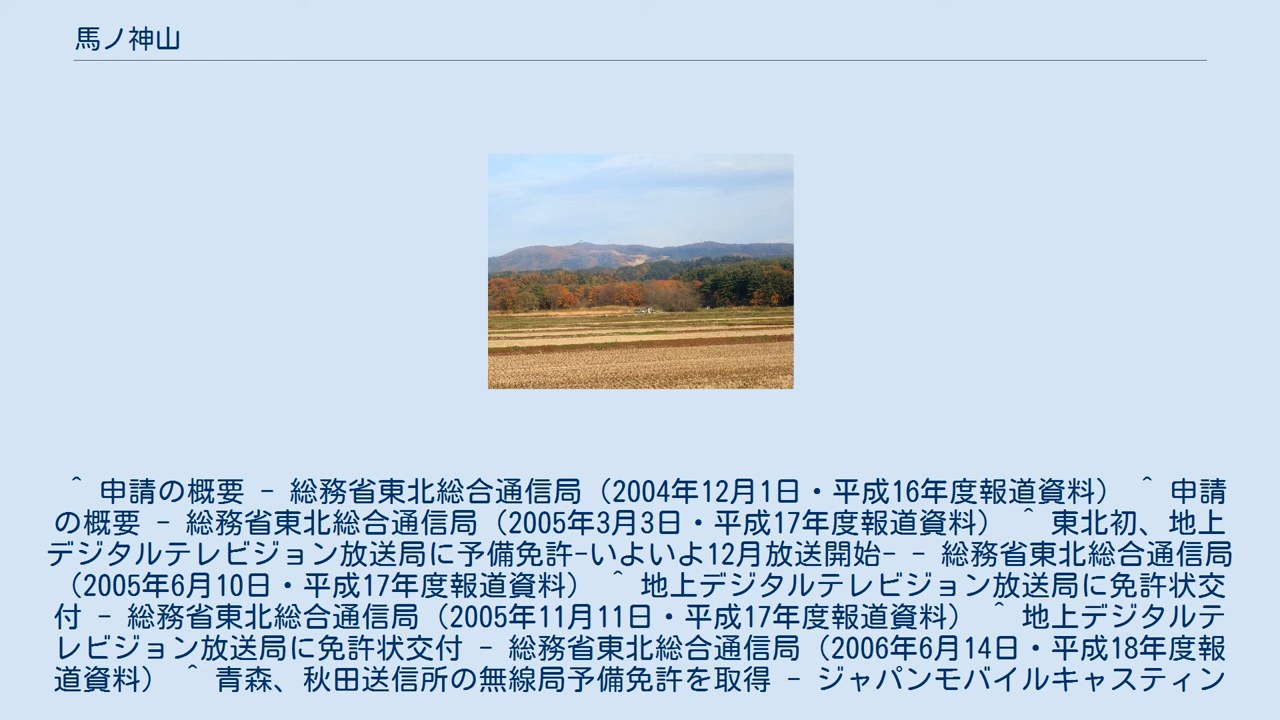 馬ノ神山
^ 申請の概要 - 総務省東北総合通信局（2004年12月1日・平成16年度報道資料） ^ 申請
の概要 - 総務省東北総合通信局（2005年3月3日・平成17年度報道資料） ^ 東北初、地上
デジタルテレビジョン放送局に予備免許-いよいよ12月放送開始- - 総務省東北総合通信局
（2005年6月10日・平成17年度報道資料） ^ 地上デジタルテレビジョン放送局に免許状交
付 - 総務省東北総合通信局（2005年11月11日・平成17年度報道資料） ^ 地上デジタルテ
レビジョン放送局に免許状交付 - 総務省東北総合通信局（2006年6月14日・平成18年度報
道資料） ^ 青森、秋田送信所の無線局予備免許を取得 - ジャパンモバイルキャスティン